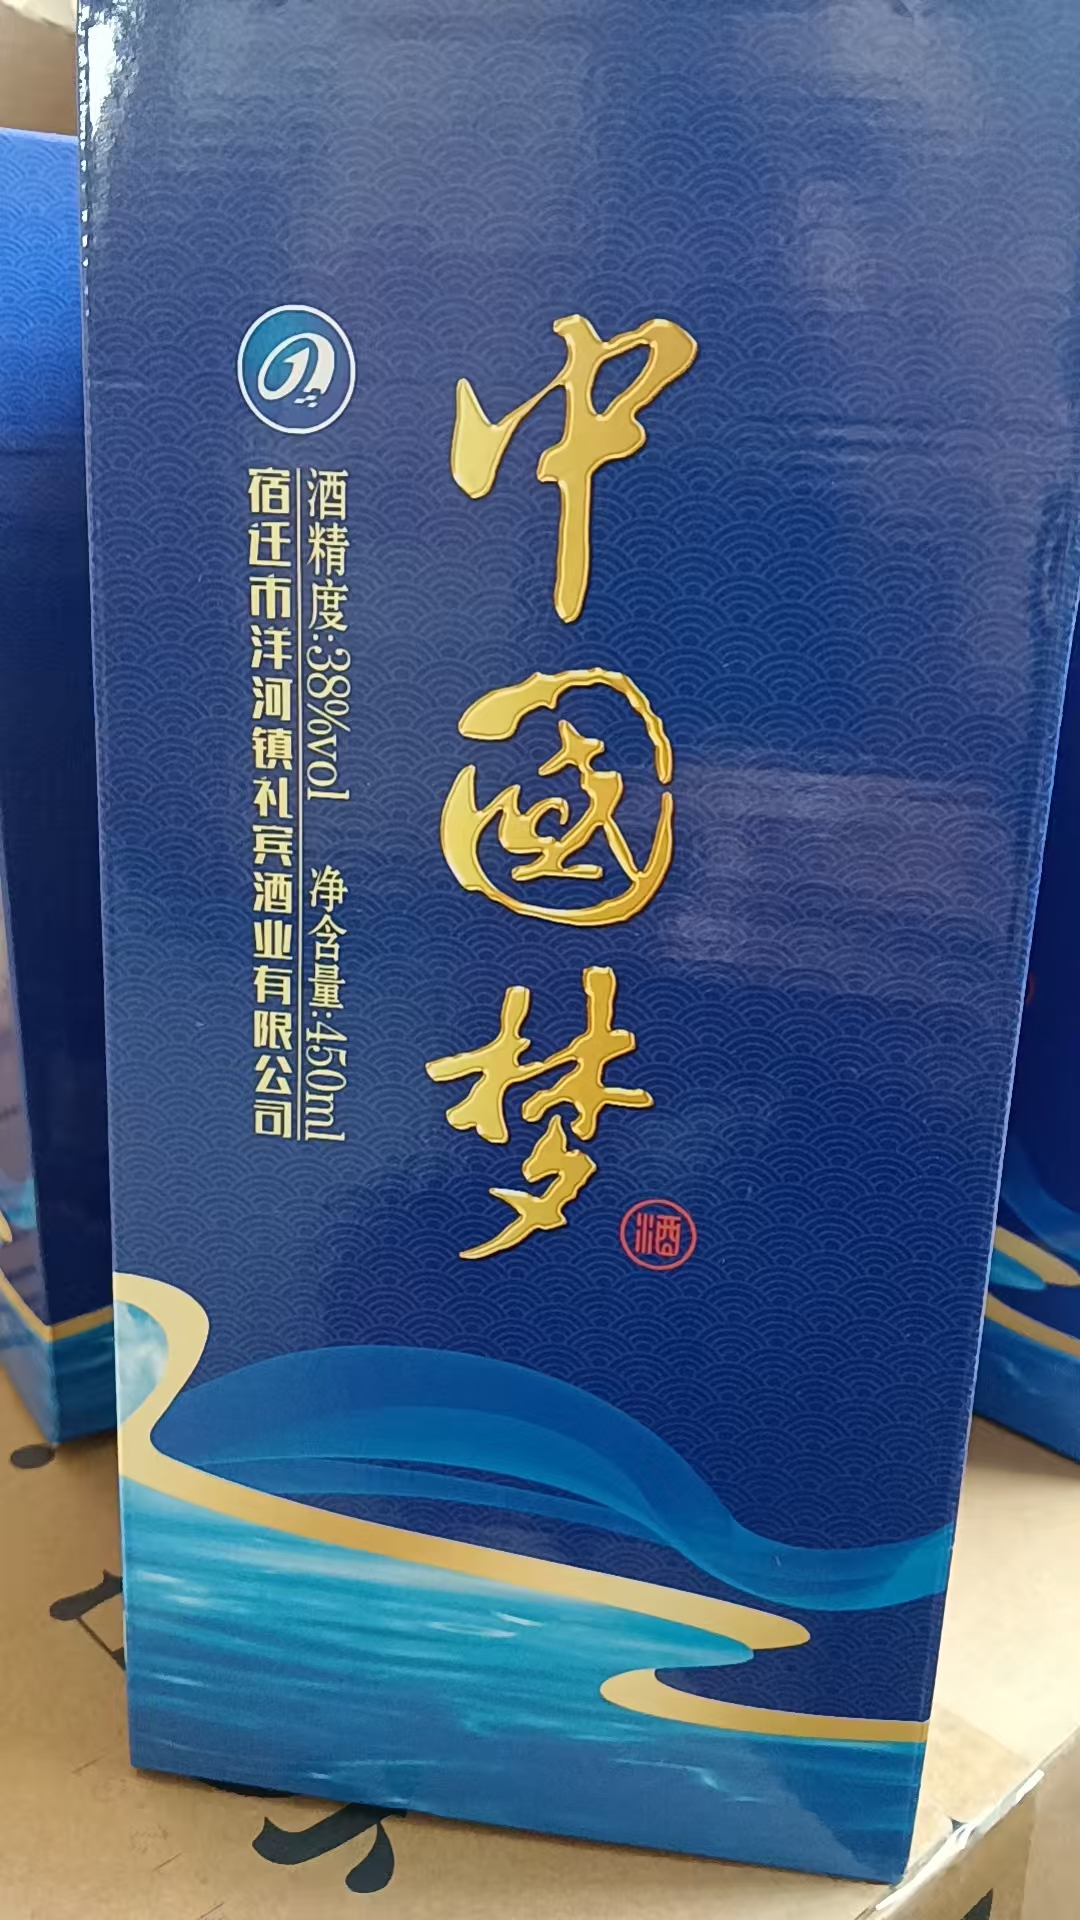 中國梦
酒
酒精度:38%vol 净含量:450ml
宿迁市洋河镇礼宾酒业有限公司